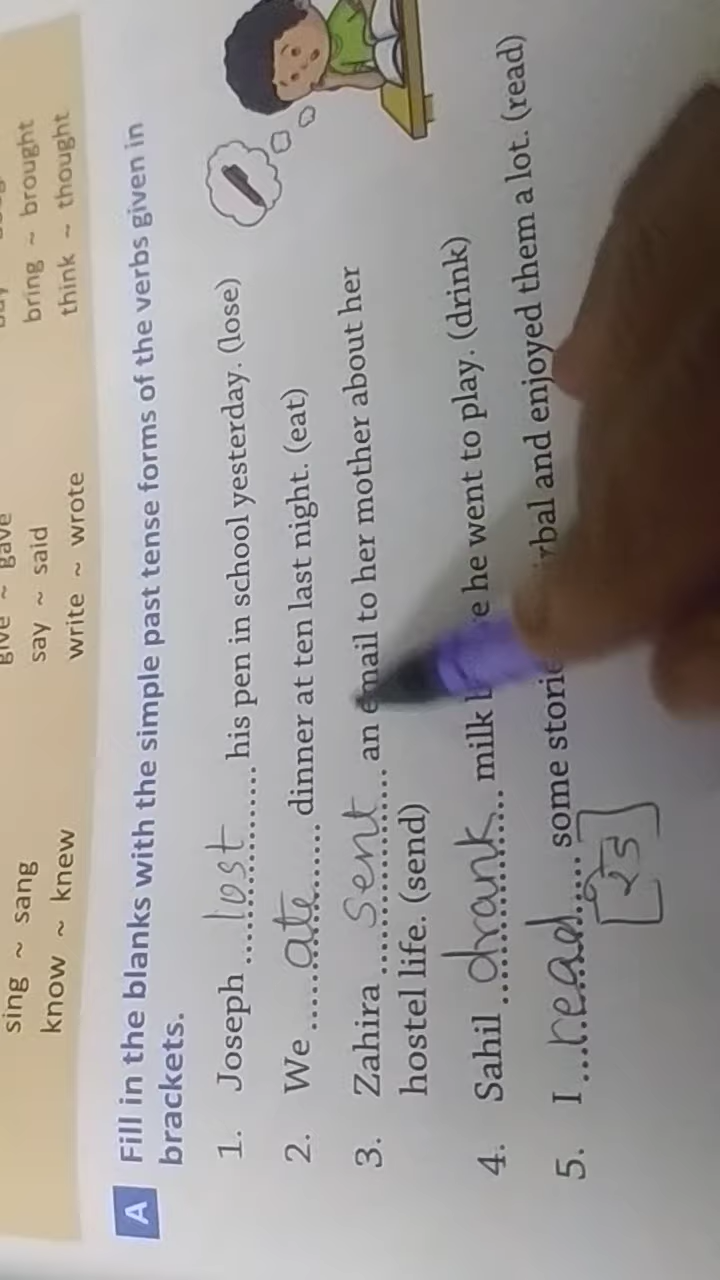 bring ~ brought
give ~ gave
say ~ said
think ~ thought
sing ~ sang
write ~ wrote
know ~ knew
A Fill in the blanks with the simple past tense forms of the verbs given in
brackets.
1. Joseph lost his pen in school yesterday. (lose)
2. We ate dinner at ten last night. (eat)
3. Zahira sent an email to her mother about her
hostel life. (send)
4. Sahil drank milk he went to play. (drink)
5. I read some and enjoyed them a lot. (read)
[रेड]